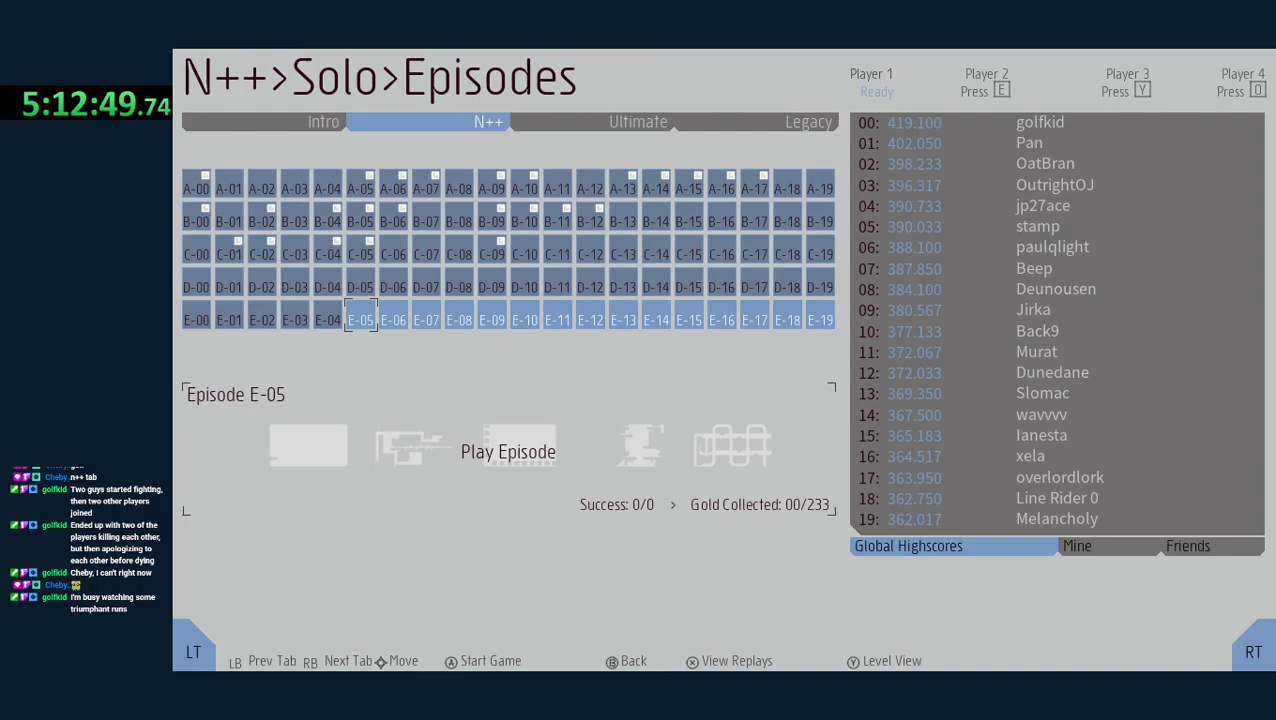 N++>Solo>Episodes
Player 1
Ready
Player 2
Press E
Player 3
Press Y
Player 4
Press O
5:12:49.74
Intro
N++
Ultimate
Legacy
A-00 A-01 A-02 A-03 A-04 A-05 A-06 A-07 A-08 A-09 A-10 A-11 A-12 A-13 A-14 A-15 A-16 A-17 A-18 A-19
B-00 B-01 B-02 B-03 B-04 B-05 B-06 B-07 B-08 B-09 B-10 B-11 B-12 B-13 B-14 B-15 B-16 B-17 B-18 B-19
C-00 C-01 C-02 C-03 C-04 C-05 C-06 C-07 C-08 C-09 C-10 C-11 C-12 C-13 C-14 C-15 C-16 C-17 C-18 C-19
D-00 D-01 D-02 D-03 D-04 D-05 D-06 D-07 D-08 D-09 D-10 D-11 D-12 D-13 D-14 D-15 D-16 D-17 D-18 D-19
E-00 E-01 E-02 E-03 E-04 E-05 E-06 E-07 E-08 E-09 E-10 E-11 E-12 E-13 E-14 E-15 E-16 E-17 E-18 E-19
00: 419.100 golfkid
01: 402.050 Pan
02: 398.233 OatBran
03: 396.317 OutrightOJ
04: 390.733 jp27ace
05: 390.033 stamp
06: 388.100 paulqlight
07: 387.850 Beep
08: 384.100 Deunousen
09: 380.567 Jirka
10: 377.133 Back9
11: 372.067 Murat
12: 372.033 Dunedane
13: 369.350 Slomac
14: 367.500 wavvvv
15: 365.183 Ianesta
16: 364.517 xela
17: 363.950 overlordlork
18: 362.750 Line Rider 0
19: 362.017 Melancholy
Global Highscores
Mine
Friends
Episode E-05
Play Episode
Success: 0/0 > Gold Collected: 00/233
Cheby.
n++ tab
golfkid Two guys started fighting,
then two other players
joined
golfkid Ended up with two of the
players killing each other,
but then apologizing to
each other before dying
golfkid Cheby, I can't right now
Cheby.
golfkid I'm busy watching some
triumphant runs
LT
LB Prev Tab RB Next Tab Move A Start Game B Back X View Replays Y Level View
RT